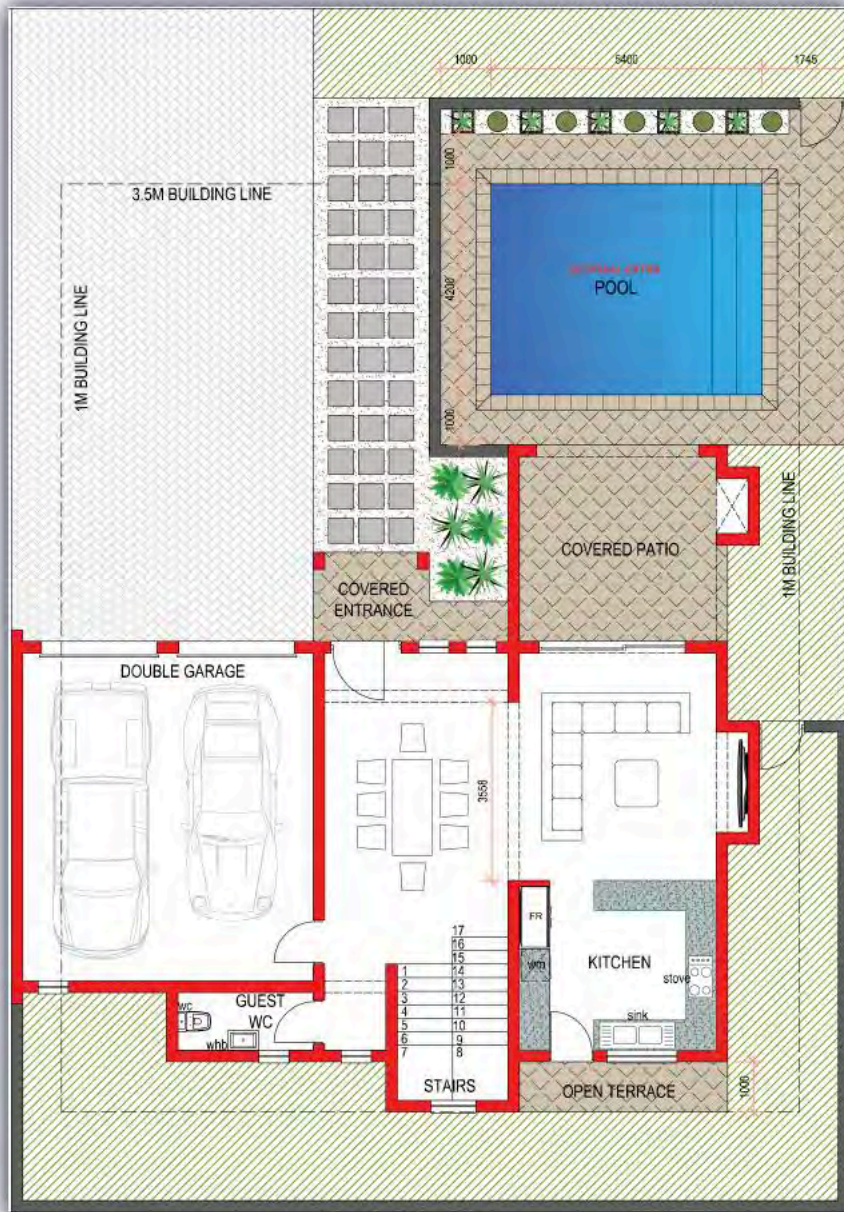 1000 5400 1745
1000
3.5M BUILDING LINE
1M BUILDING LINE
4200
POOL
1000
COVERED PATIO
1M BUILDING LINE
COVERED
ENTRANCE
DOUBLE GARAGE
3558
FR
wm
KITCHEN
stove
sink
17
16
15
1 14
2 13
3 12
4 11
5 10
6 9
7 8
STAIRS
GUEST
WC
wc
whb
OPEN TERRACE
1000